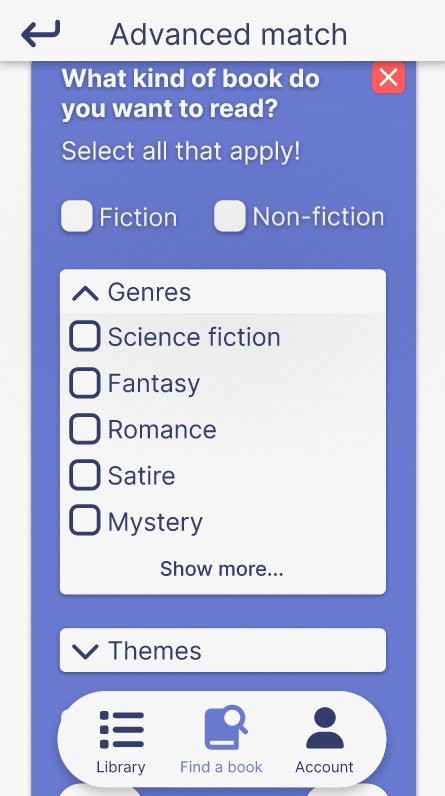 Advanced match
What kind of book do
you want to read?
Select all that apply!
Fiction
Non-fiction
Genres
Science fiction
Fantasy
Romance
Satire
Mystery
Show more...
Themes
Library
Find a book
Account